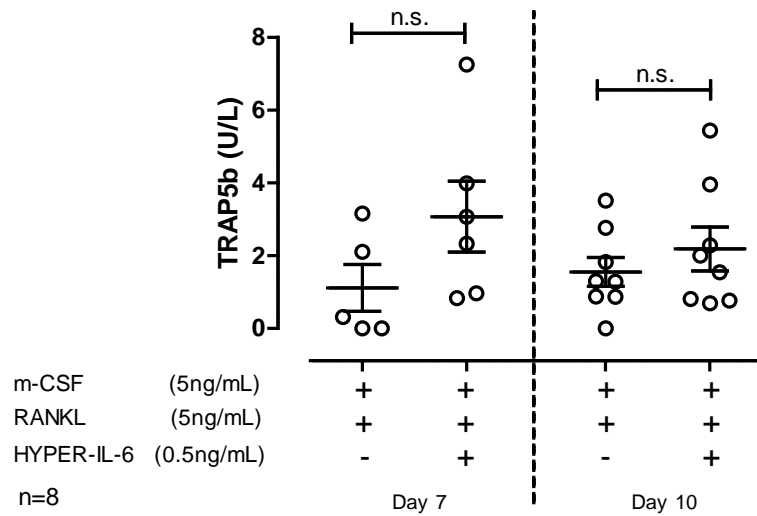 n.s.
n.s.
TRAP5b (U/L)
8
6
4
2
0
m-CSF (5ng/mL) + + + +
RANKL (5ng/mL) + + + +
HYPER-IL-6 (0.5ng/mL) - + - +
n=8
Day 7 Day 10